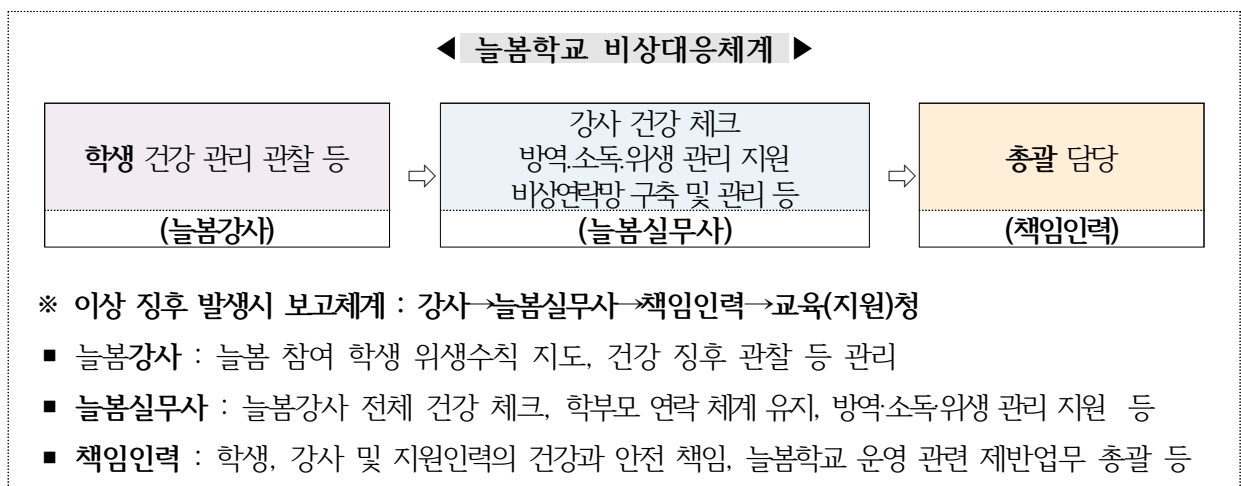 ◀ 늘봄학교 비상대응체계 ▶
학생 건강 관리 관찰 등
(늘봄강사)
⇨
강사 건강 체크
방역·소독·위생 관리 지원
비상연락망 구축 및 관리 등
(늘봄실무사)
⇨
총괄 담당
(책임인력)
※ 이상 징후 발생시 보고체계 : 강사→늘봄실무사→책임인력→교육(지원)청
■ 늘봄강사 : 늘봄 참여 학생 위생수칙 지도, 건강 징후 관찰 등 관리
■ 늘봄실무사 : 늘봄강사 전체 건강 체크, 학부모 연락 체계 유지, 방역·소독·위생 관리 지원 등
■ 책임인력 : 학생, 강사 및 지원인력의 건강과 안전 책임, 늘봄학교 운영 관련 제반업무 총괄 등